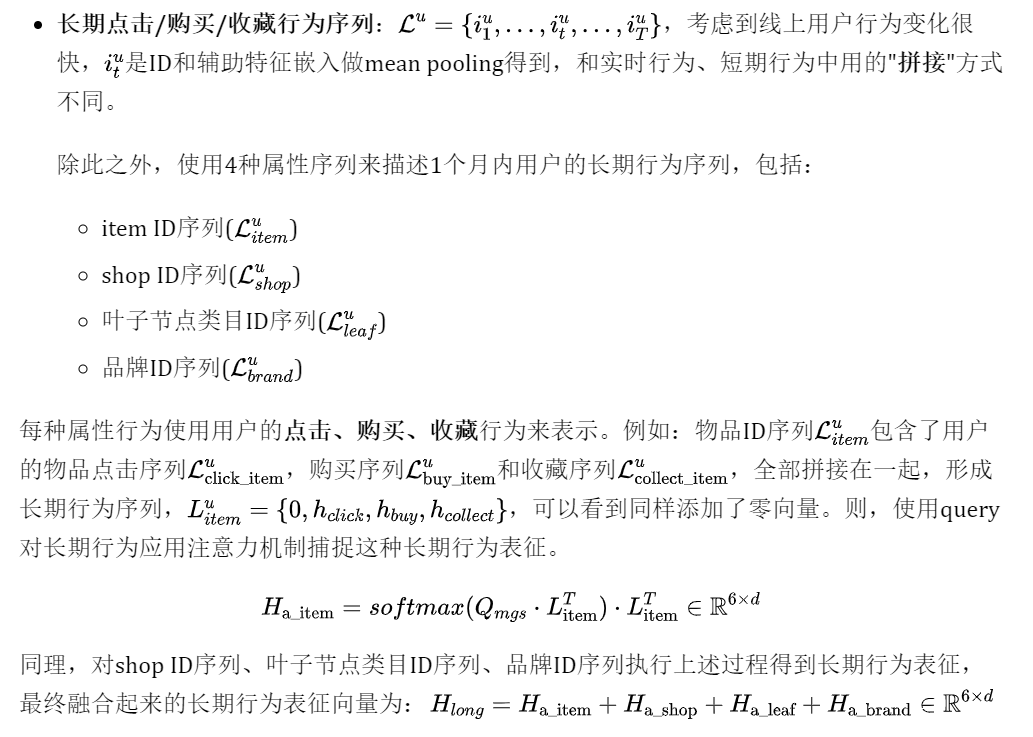 • 长期点击/购买/收藏行为序列：$\mathcal{L}^u = \{i_1^u, \ldots, i_t^u, \ldots, i_T^u\}$，考虑到线上用户行为变化很
快，$i_t^u$是ID和辅助特征嵌入做mean pooling得到，和实时行为、短期行为中用的"拼接"方式
不同。
除此之外，使用4种属性序列来描述1个月内用户的长期行为序列，包括：
◦ item ID序列($\mathcal{L}_{item}^u$)
◦ shop ID序列($\mathcal{L}_{shop}^u$)
◦ 叶子节点类目ID序列($\mathcal{L}_{leaf}^u$)
◦ 品牌ID序列($\mathcal{L}_{brand}^u$)
每种属性行为使用用户的点击、购买、收藏行为来表示。例如：物品ID序列$\mathcal{L}_{item}^u$包含了用户
的物品点击序列$\mathcal{L}_{\text{click\_item}}^u$，购买序列$\mathcal{L}_{\text{buy\_item}}^u$和收藏序列$\mathcal{L}_{\text{collect\_item}}^u$，全部拼接在一起，形成
长期行为序列，$L_{item}^u = \{0, h_{click}, h_{buy}, h_{collect}\}$，可以看到同样添加了零向量。则，使用query
对长期行为应用注意力机制捕捉这种长期行为表征。
$H_{\text{a\_item}} = softmax(Q_{mgs} \cdot L_{\text{item}}^T) \cdot L_{\text{item}}^T \in \mathbb{R}^{6 \times d}$
同理，对shop ID序列、叶子节点类目ID序列、品牌ID序列执行上述过程得到长期行为表征，
最终融合起来的长期行为表征向量为：$H_{long} = H_{\text{a\_item}} + H_{\text{a\_shop}} + H_{\text{a\_leaf}} + H_{\text{a\_brand}} \in \mathbb{R}^{6 \times d}$